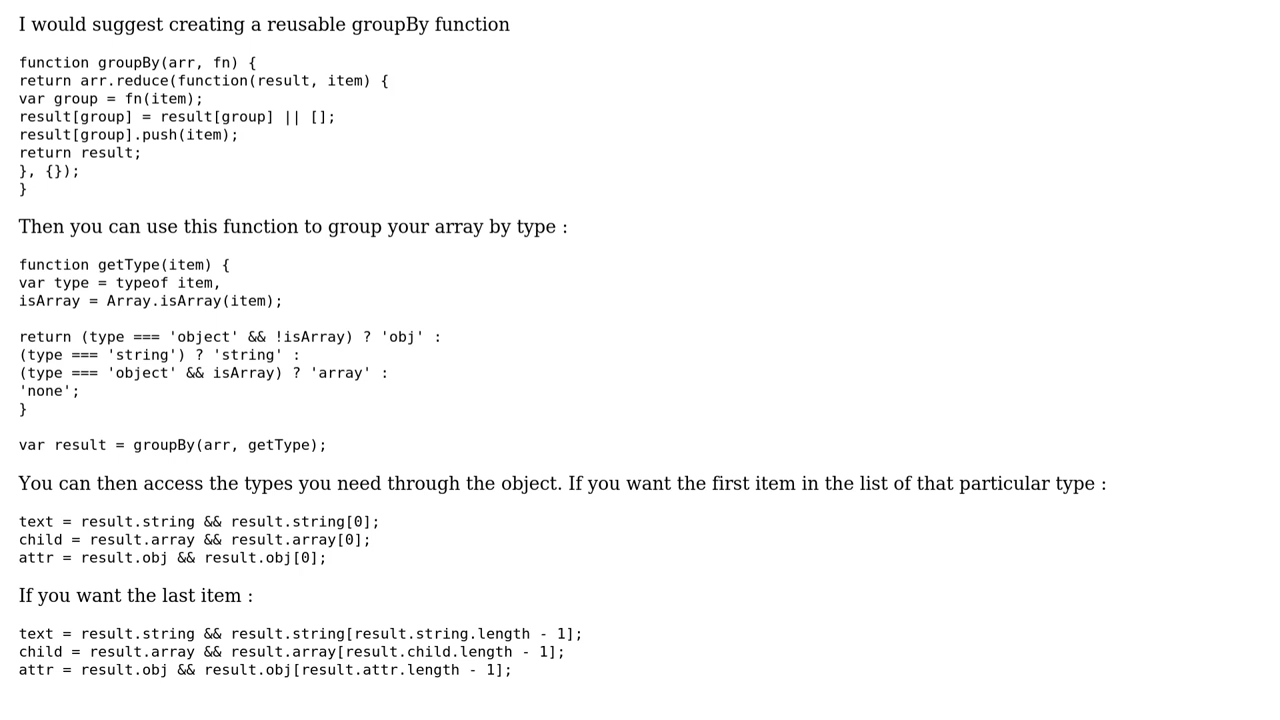 I would suggest creating a reusable groupBy function
function groupBy(arr, fn) {
return arr.reduce(function(result, item) {
var group = fn(item);
result[group] = result[group] || [];
result[group].push(item);
return result;
}, {});
}
Then you can use this function to group your array by type :
function getType(item) {
var type = typeof item,
isArray = Array.isArray(item);
return (type === 'object' && !isArray) ? 'obj' :
(type === 'string') ? 'string' :
(type === 'object' && isArray) ? 'array' :
'none';
}
var result = groupBy(arr, getType);
You can then access the types you need through the object. If you want the first item in the list of that particular type :
text = result.string && result.string[0];
child = result.array && result.array[0];
attr = result.obj && result.obj[0];
If you want the last item :
text = result.string && result.string[result.string.length - 1];
child = result.array && result.array[result.child.length - 1];
attr = result.obj && result.obj[result.attr.length - 1];